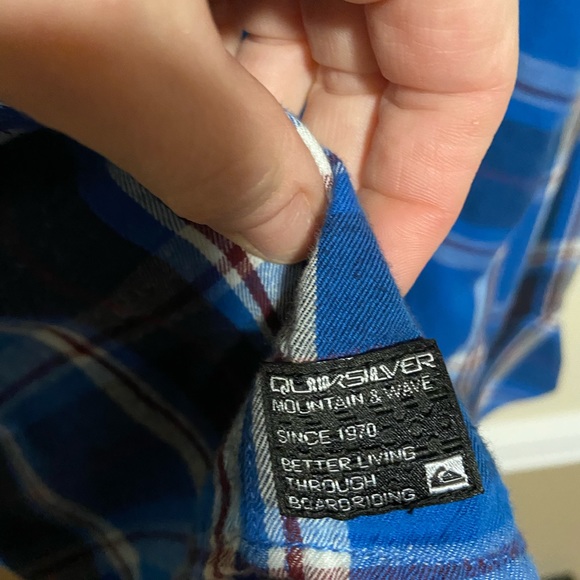 QUIKSILVER
MOUNTAIN & WAVE
SINCE 1970
BETTER LIVING
THROUGH
BOARDRIDING